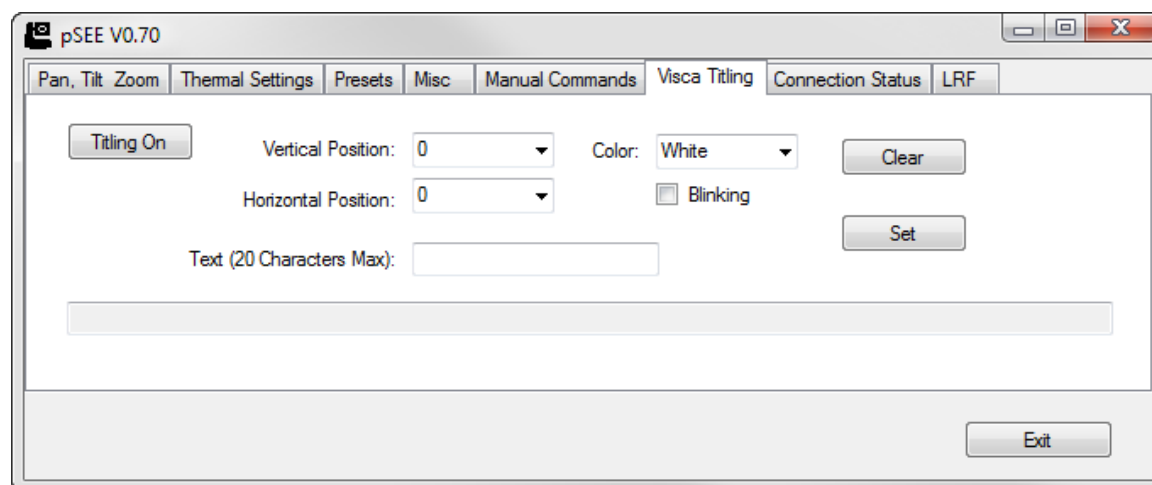 pSEE V0.70
Pan, Tilt  Zoom Thermal Settings Presets Misc Manual Commands Visca Titling Connection Status LRF
Titling On Vertical Position: 0 Color: White Clear
Horizontal Position: 0 Blinking
Set
Text (20 Characters Max):
Exit